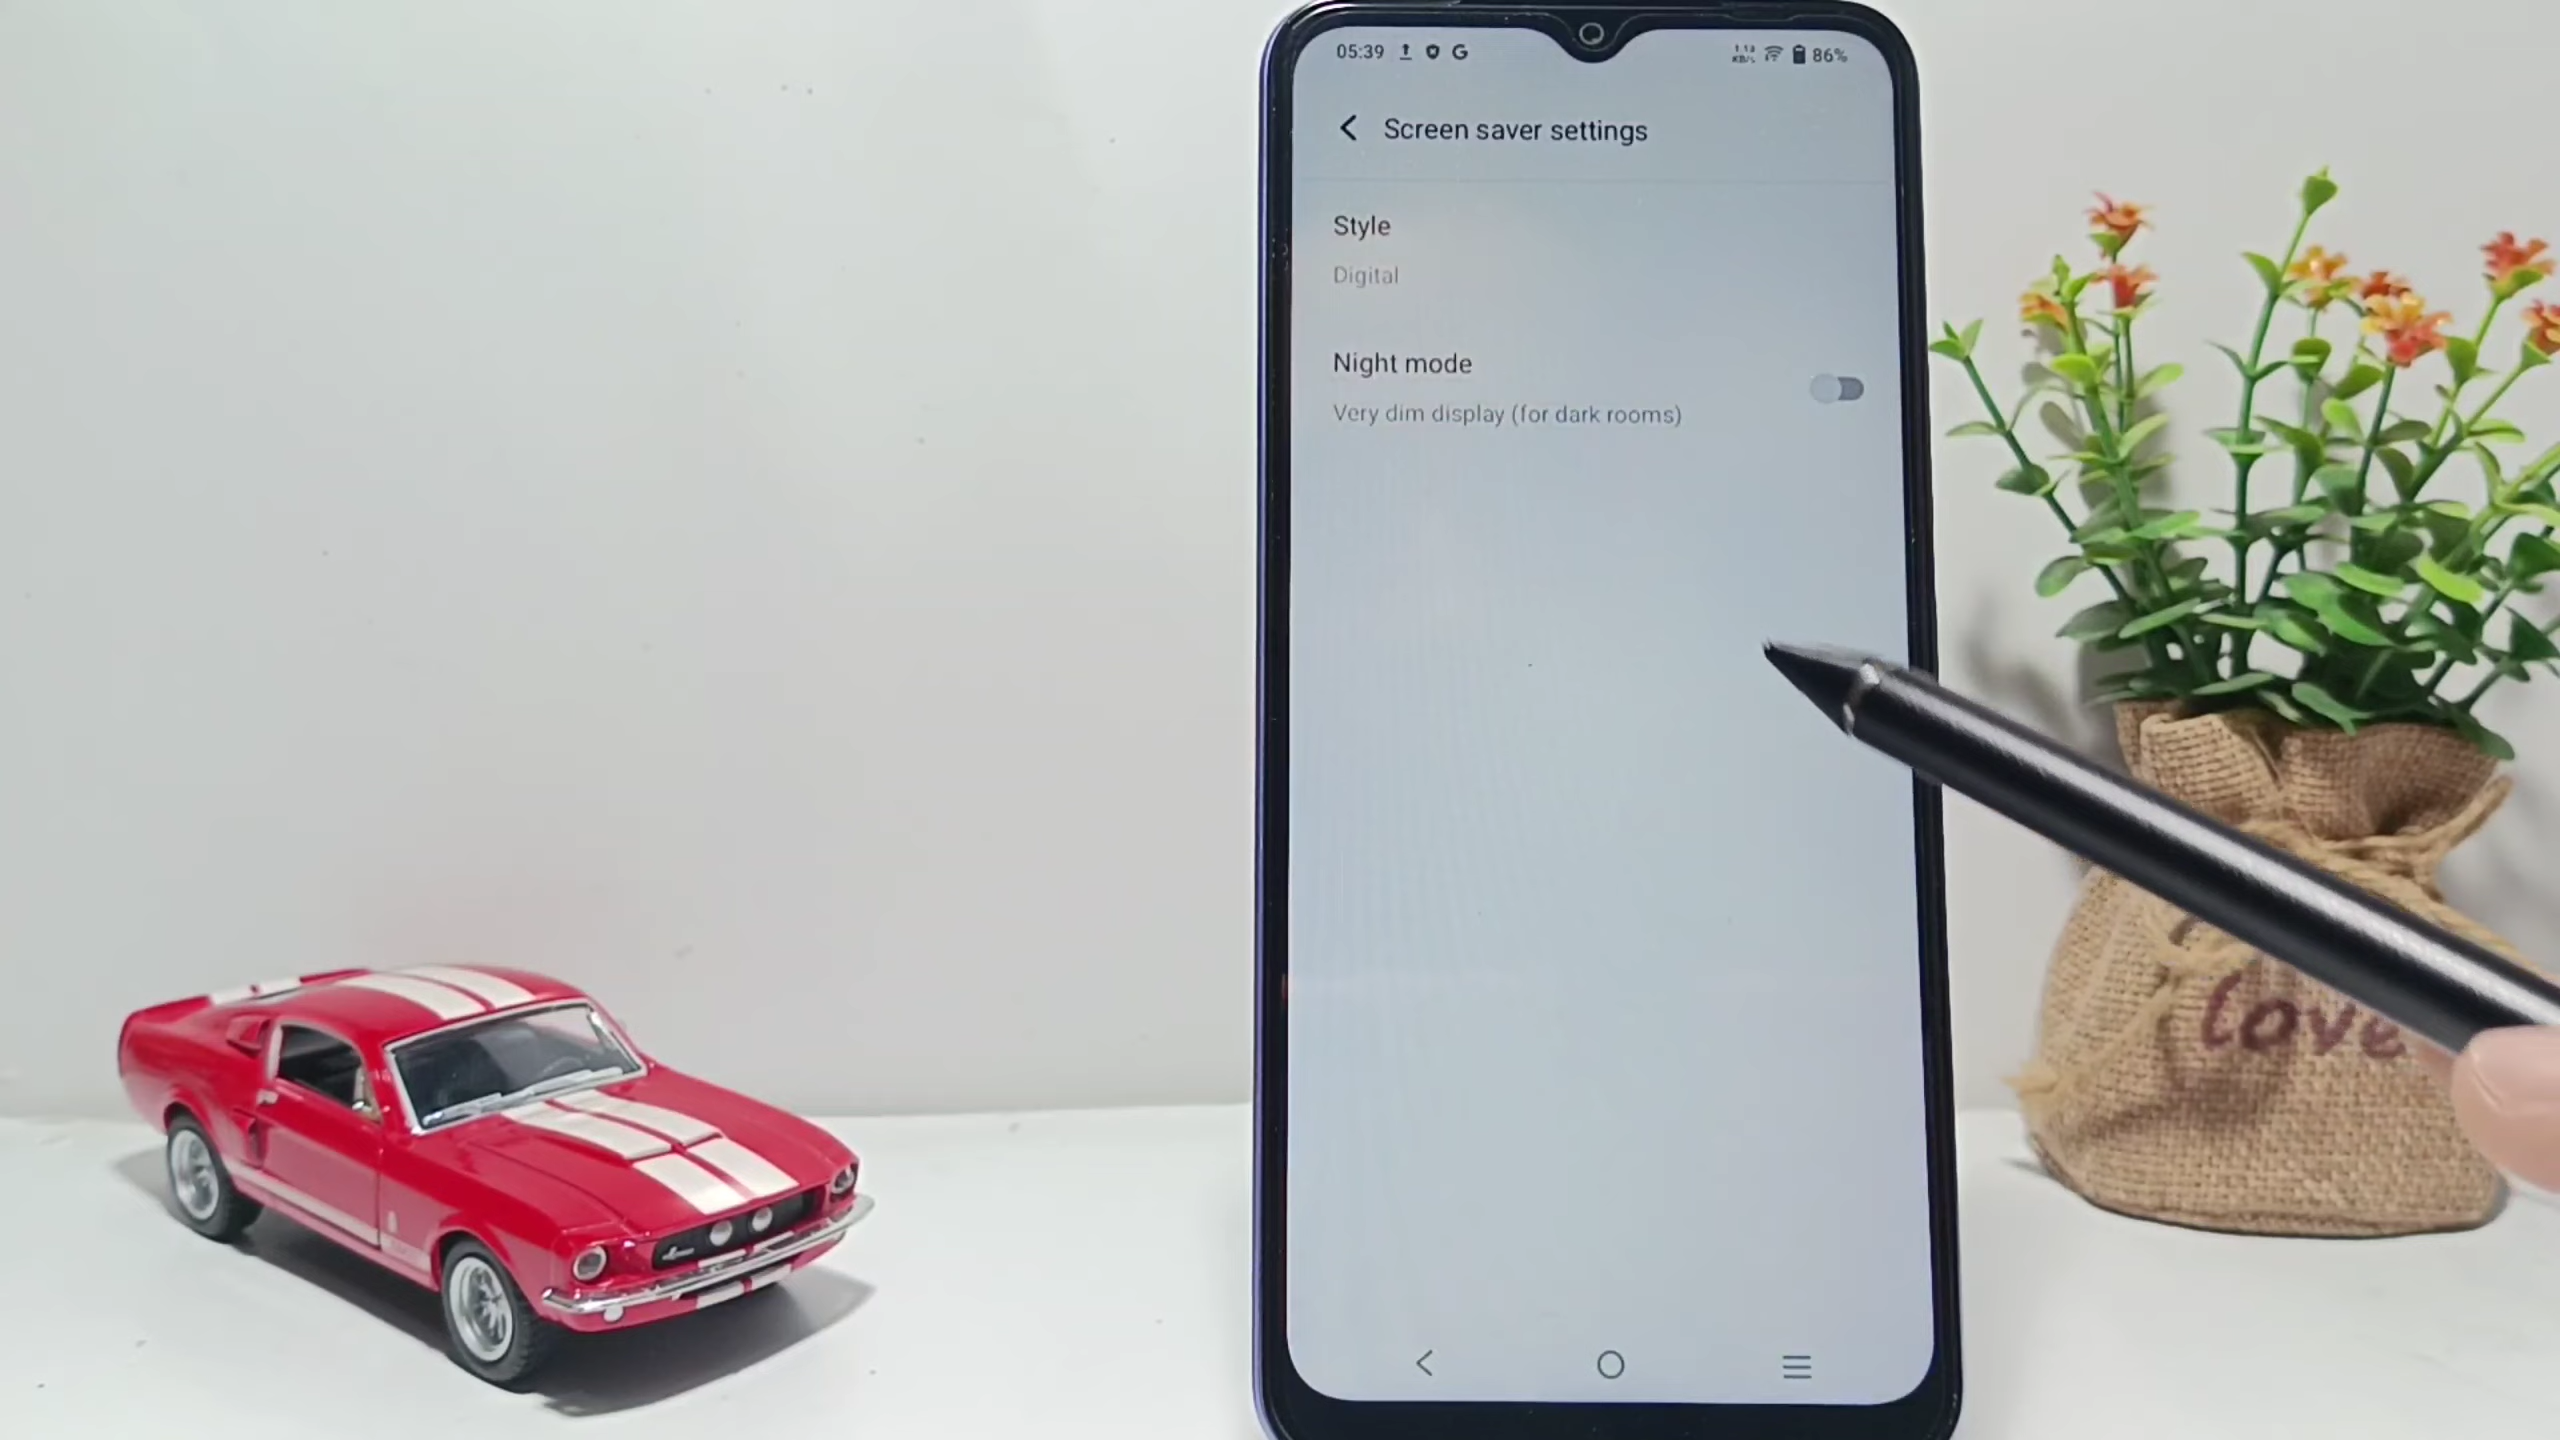 05:39 G 86%
Screen saver settings
Style
Digital
Night mode
Very dim display (for dark rooms)
love